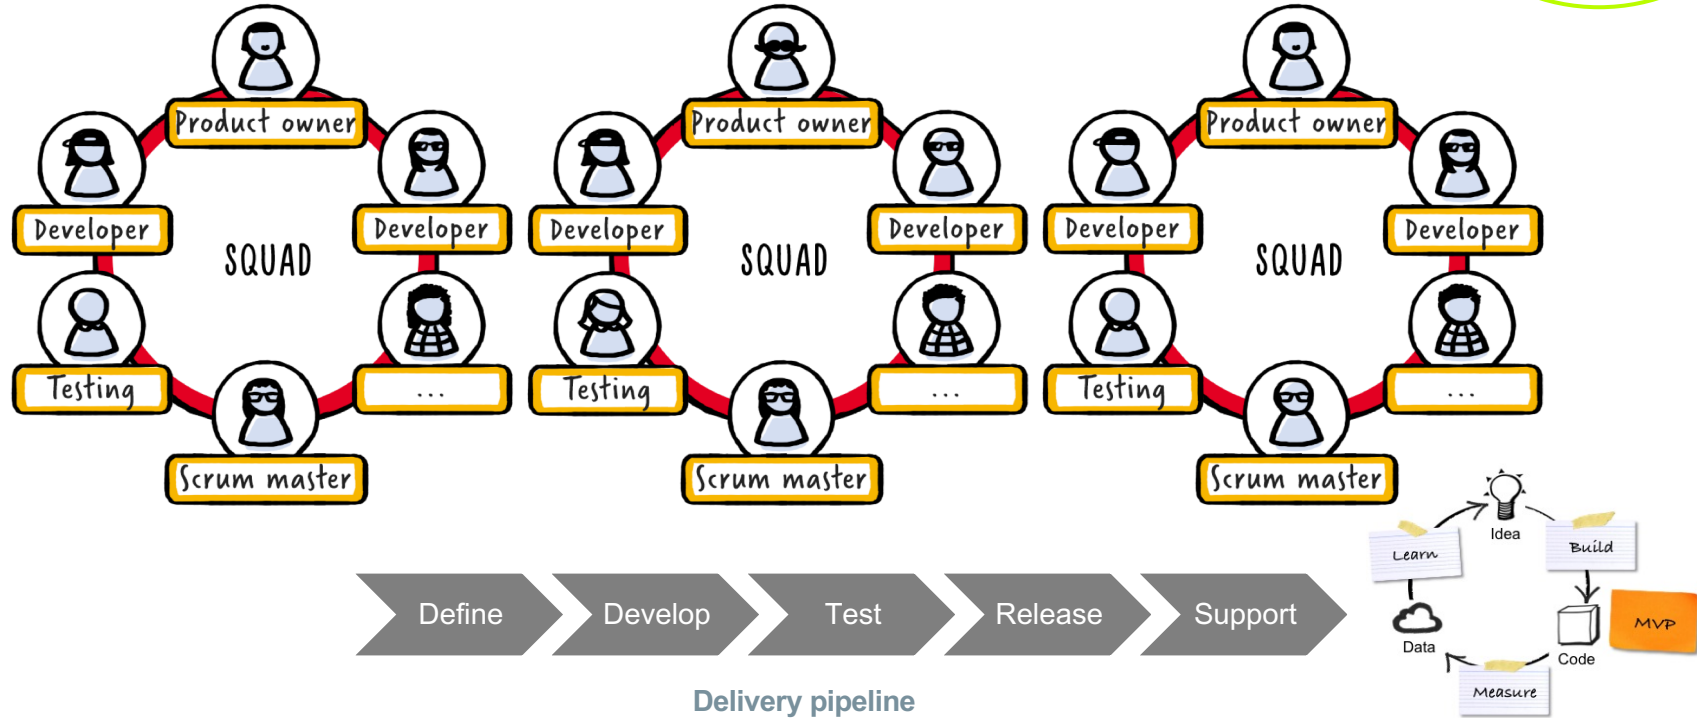 Product owner
Product owner
Product owner
Developer
Developer
Developer
Developer
Developer
Developer
SQUAD
SQUAD
SQUAD
Testing
...
Testing
...
Testing
...
Scrum master
Scrum master
Scrum master
Idea
Learn
Build
Define
Develop
Test
Release
Support
MVP
Data
Code
Measure
Delivery pipeline